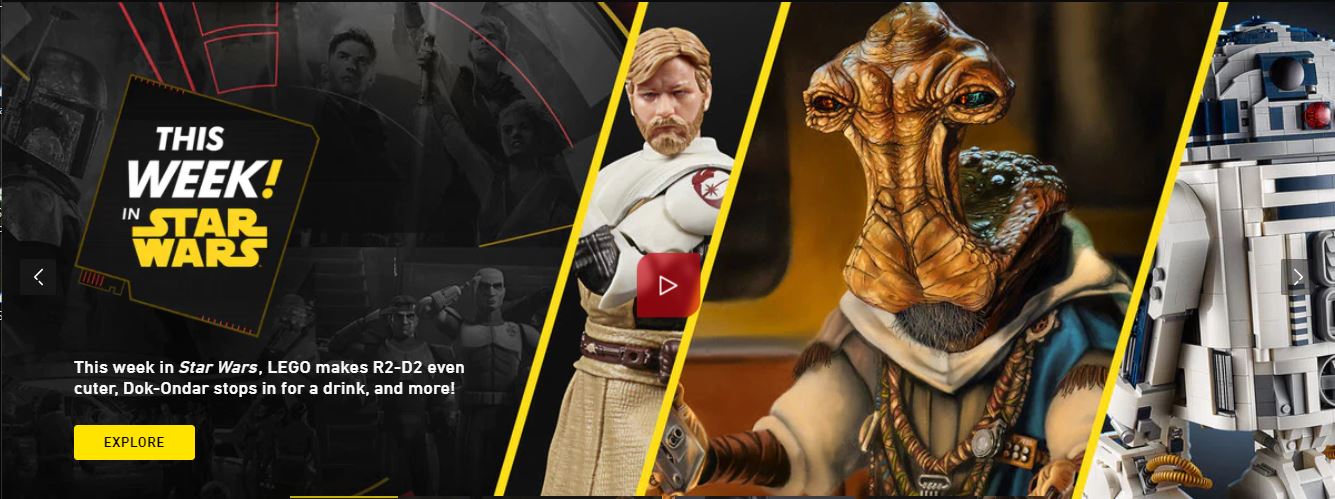 THIS
WEEK!
IN STAR
WARS
This week in Star Wars, LEGO makes R2-D2 even
cuter, Dok-Ondar stops in for a drink, and more!
EXPLORE